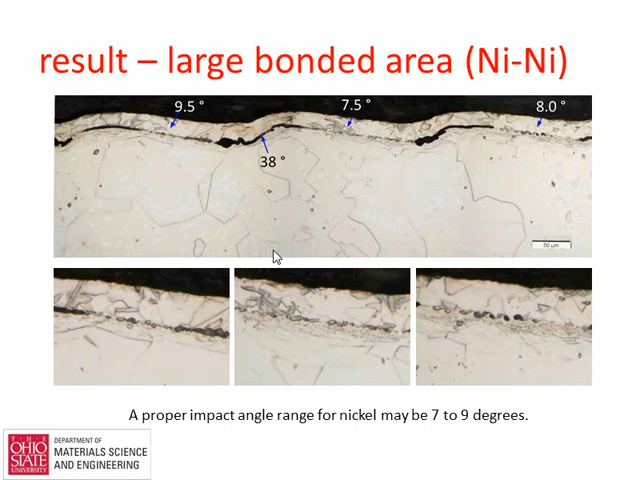 result – large bonded area (Ni-Ni)
9.5 °
7.5 °
8.0 °
38 °
50 µm
A proper impact angle range for nickel may be 7 to 9 degrees.
T · H · E
OHIO
STATE
UNIVERSITY
DEPARTMENT OF
MATERIALS SCIENCE
AND ENGINEERING